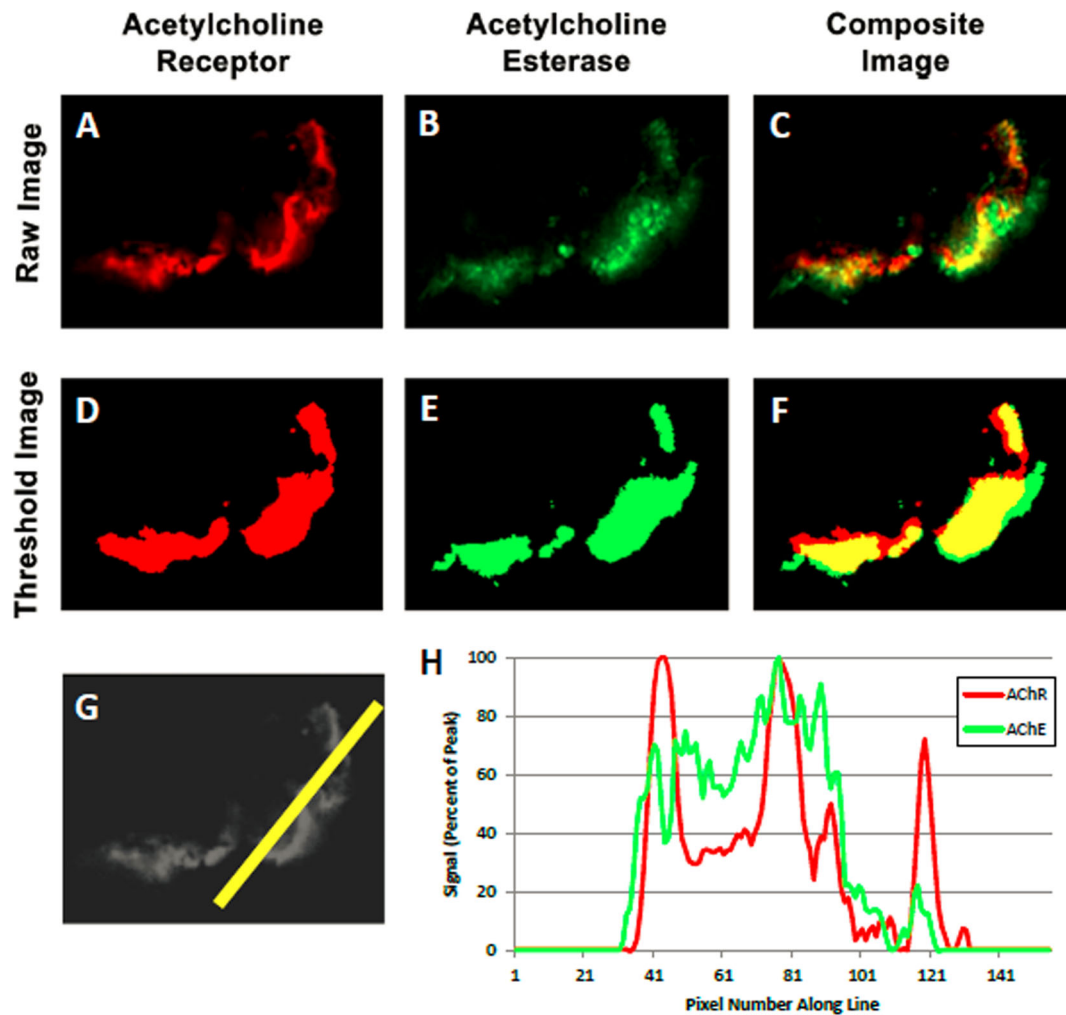 Acetylcholine
Receptor
Acetylcholine
Esterase
Composite
Image
Raw Image
A
B
C
Threshold Image
D
E
F
G
H
Signal (Percent of Peak)
100
80
60
40
20
0
AChR
AChE
1
21
41
61
81
101
121
141
Pixel Number Along Line